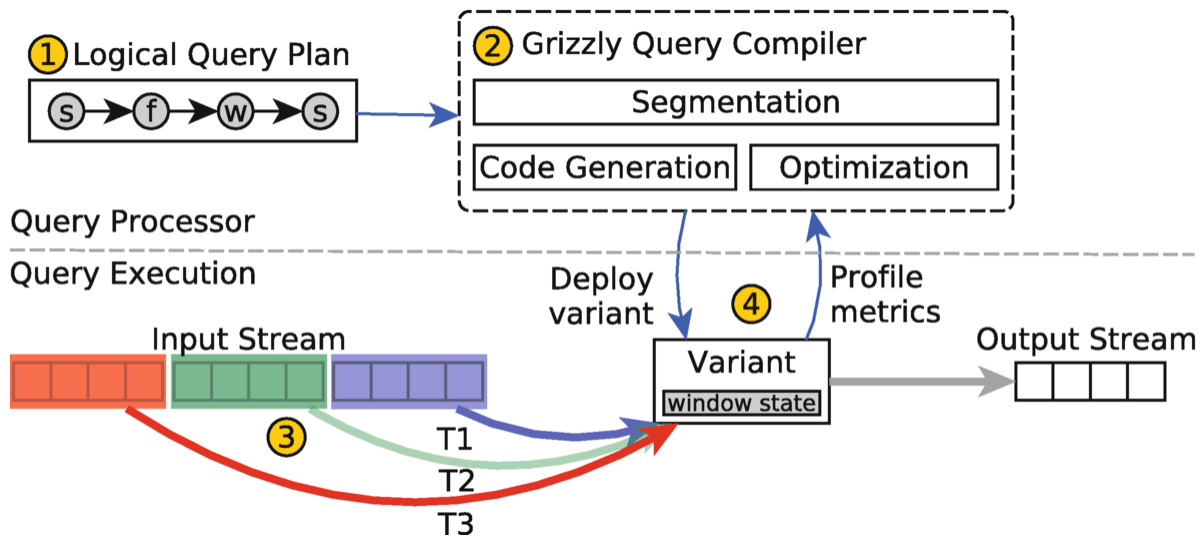 1 Logical Query Plan
s f w s
2 Grizzly Query Compiler
Segmentation
Code Generation
Optimization
Query Processor
Query Execution
Deploy
variant
4
Profile
metrics
Input Stream
Variant
window state
Output Stream
3
T1
T2
T3